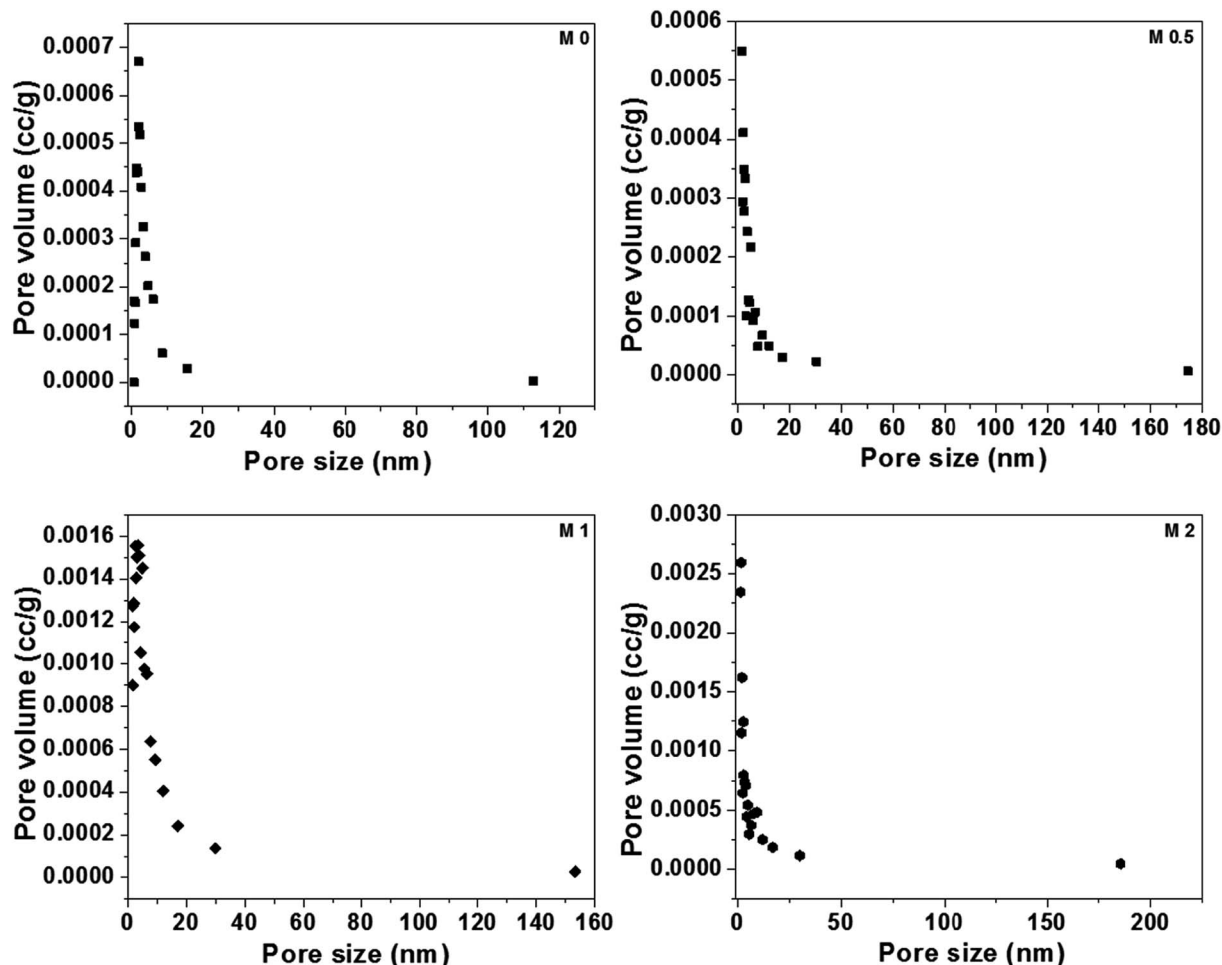 M 0
Pore volume (cc/g)
0.0007
0.0006
0.0005
0.0004
0.0003
0.0002
0.0001
0.0000
0 20 40 60 80 100 120
Pore size (nm)
M 0.5
Pore volume (cc/g)
0.0006
0.0005
0.0004
0.0003
0.0002
0.0001
0.0000
0 20 40 60 80 100 120 140 160 180
Pore size (nm)
M 1
Pore volume (cc/g)
0.0016
0.0014
0.0012
0.0010
0.0008
0.0006
0.0004
0.0002
0.0000
0 20 40 60 80 100 120 140 160
Pore size (nm)
M 2
Pore volume (cc/g)
0.0030
0.0025
0.0020
0.0015
0.0010
0.0005
0.0000
0 50 100 150 200
Pore size (nm)